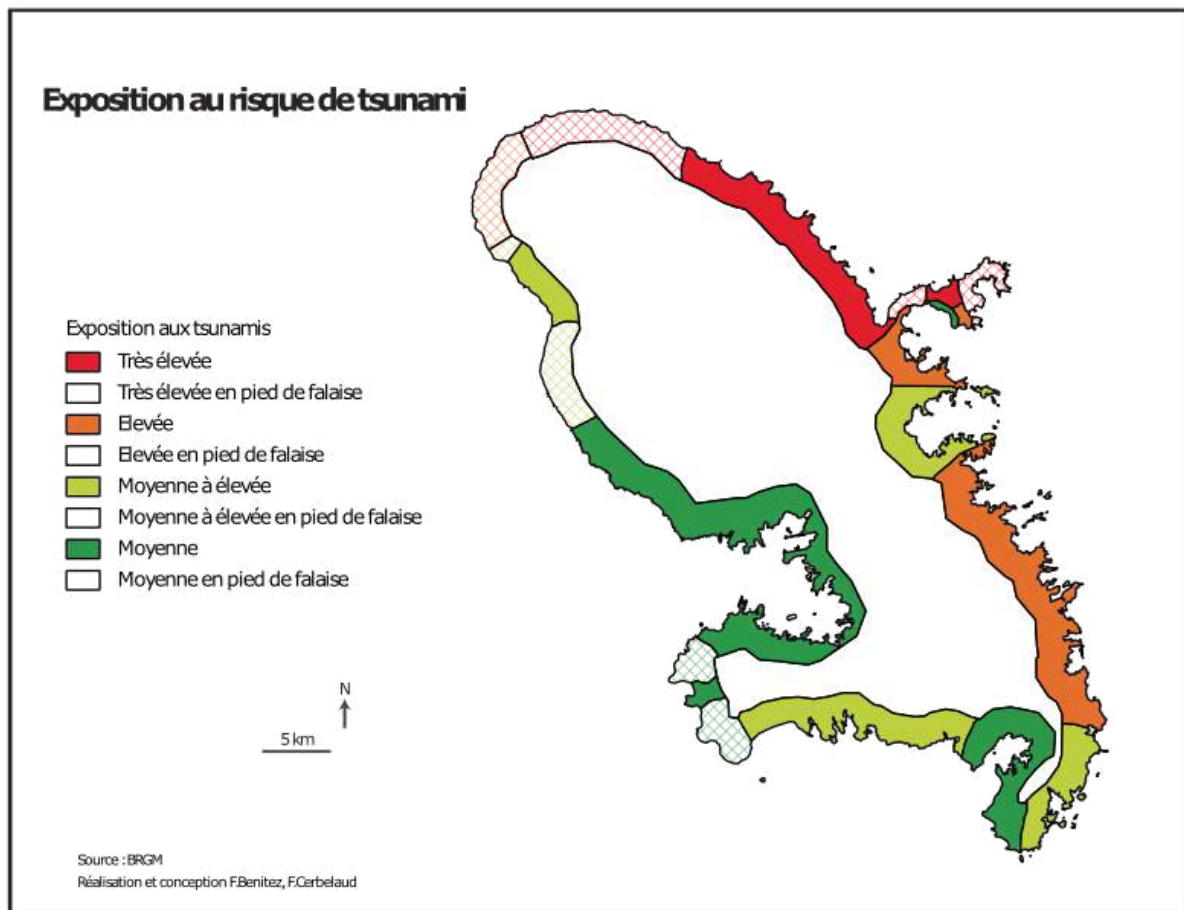 Exposition au risque de tsunami
Exposition aux tsunamis
Très élevée
Très élevée en pied de falaise
Elevée
Elevée en pied de falaise
Moyenne à élevée
Moyenne à élevée en pied de falaise
Moyenne
Moyenne en pied de falaise
N
5 km
Source : BRGM
Réalisation et conception F.Benitez, F.Cerbelaud